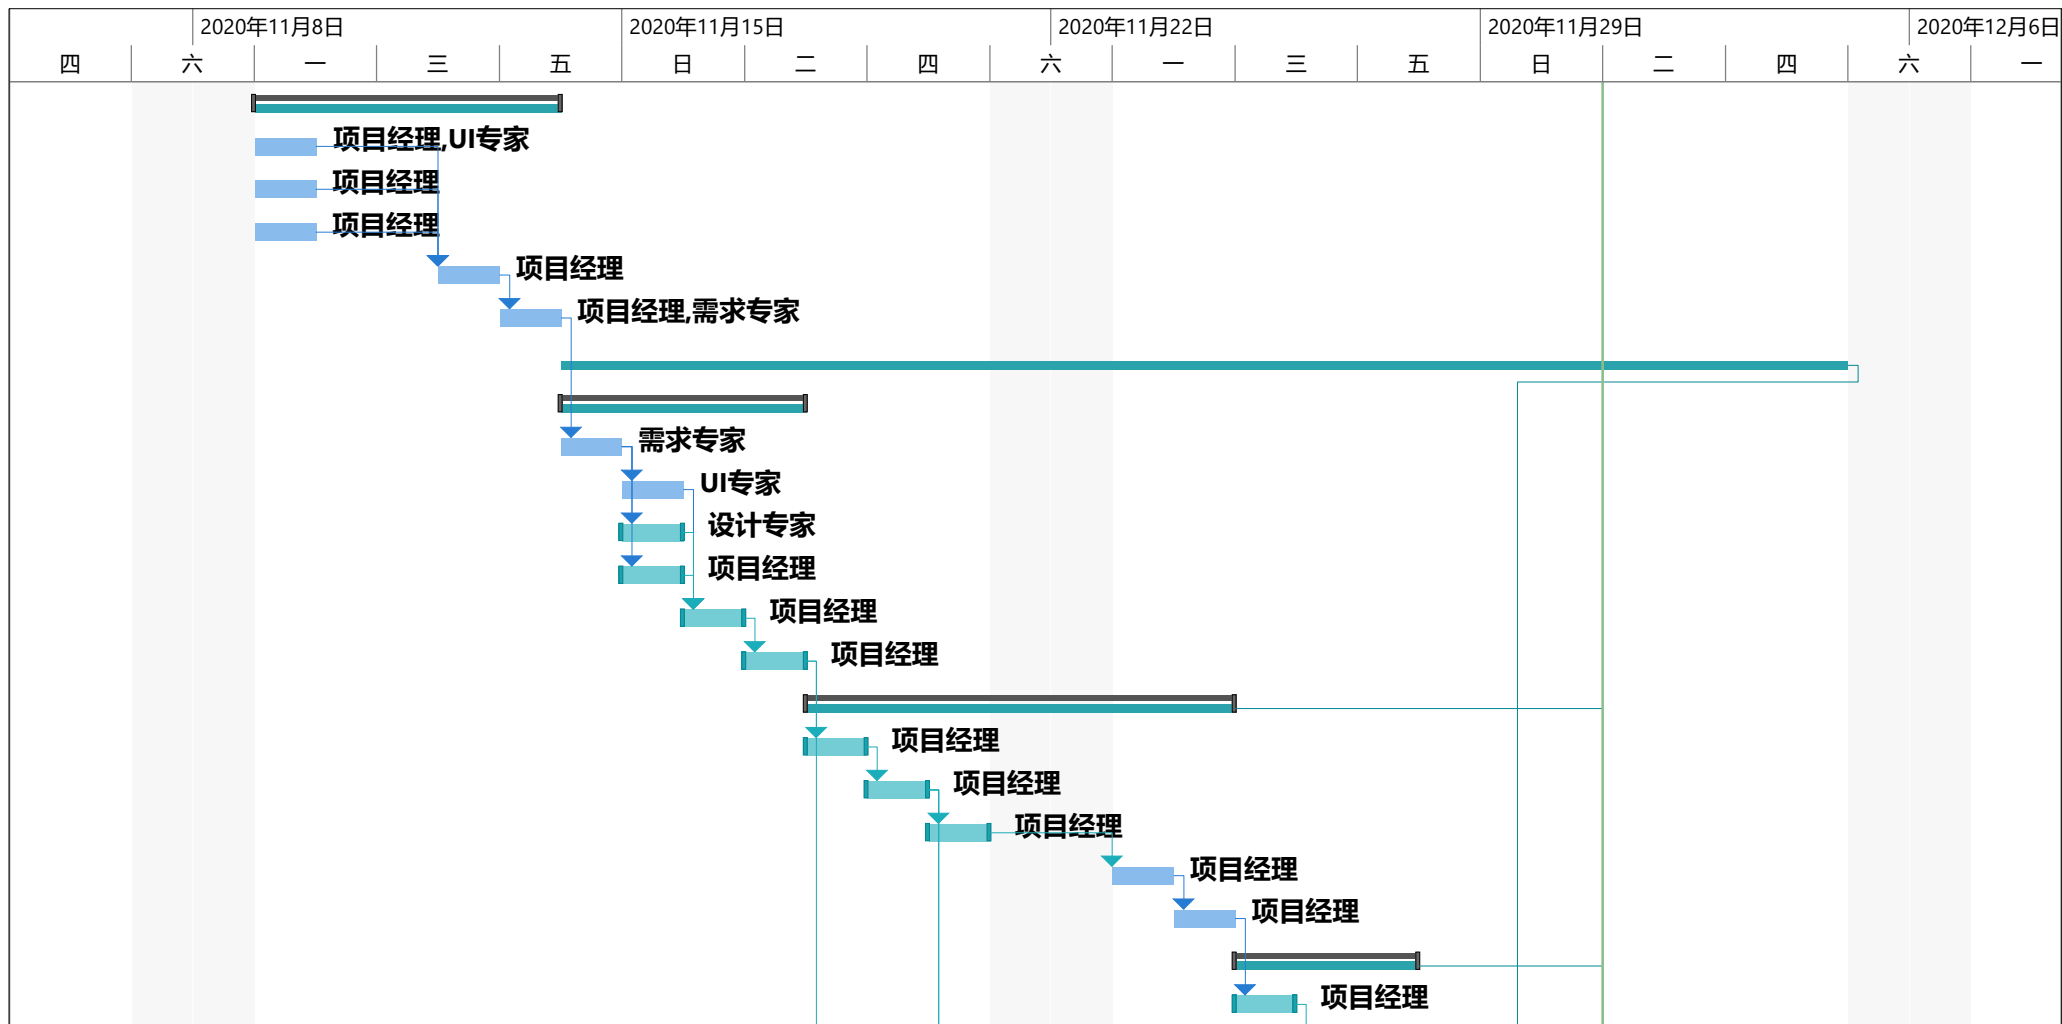 2020年11月8日 2020年11月15日 2020年11月22日 2020年11月29日 2020年12月6日
四 六 一 三 五 日 二 四 六 一 三 五 日 二 四 六 一
项目经理,UI专家
项目经理
项目经理
项目经理
项目经理,需求专家
需求专家
UI专家
设计专家
项目经理
项目经理
项目经理
项目经理
项目经理
项目经理
项目经理
项目经理
项目经理